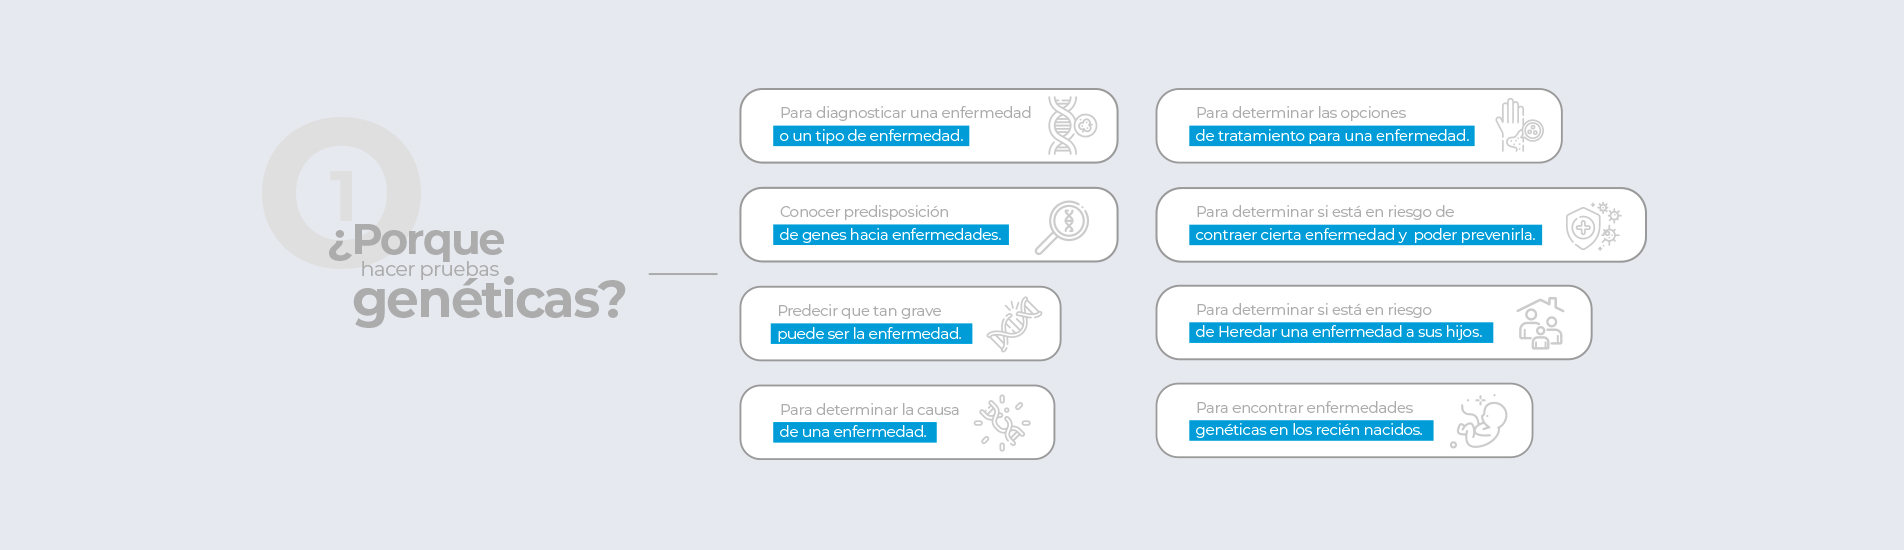 1
¿Porque
hacer pruebas
genéticas?
Para diagnosticar una enfermedad
o un tipo de enfermedad.
Conocer predisposición
de genes hacia enfermedades.
Predecir que tan grave
puede ser la enfermedad.
Para determinar la causa
de una enfermedad.
Para determinar las opciones
de tratamiento para una enfermedad.
Para determinar si está en riesgo de
contraer cierta enfermedad y  poder prevenirla.
Para determinar si está en riesgo
de Heredar una enfermedad a sus hijos.
Para encontrar enfermedades
genéticas en los recién nacidos.